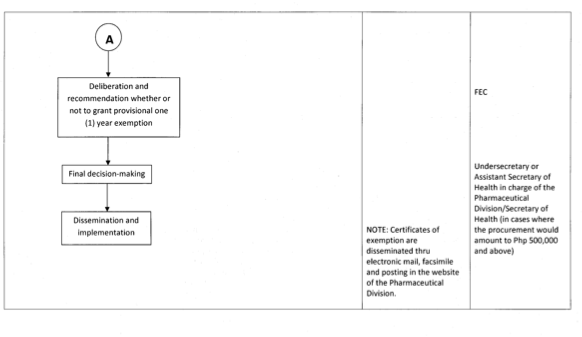 A
Deliberation and
recommendation whether or
not to grant provisional one
(1) year exemption
FEC
Final decision-making
Undersecretary or
Assistant Secretary of
Health in charge of the
Pharmaceutical
Division/Secretary of
Health (in cases where
the procurement would
amount to Php 500,000
and above)
Dissemination and
implementation
NOTE: Certificates of
exemption are
disseminated thru
electronic mail, facsimile
and posting in the website
of the Pharmaceutical
Division.